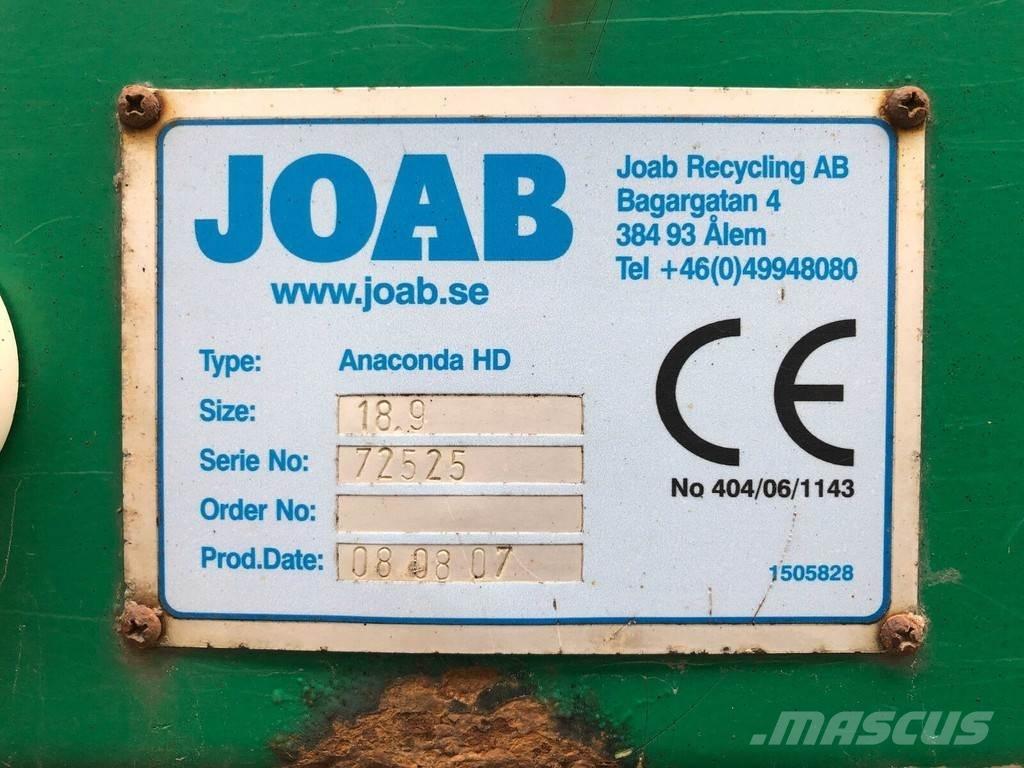 JOAB
www.joab.se
Joab Recycling AB
Bagargatan 4
384 93 Ålem
Tel +46(0)49948080
Type: Anaconda HD
Size: 18.9
Serie No: 72525
Order No:
Prod.Date: 08 08 07
CE
No 404/06/1143
1505828
.MASCUS